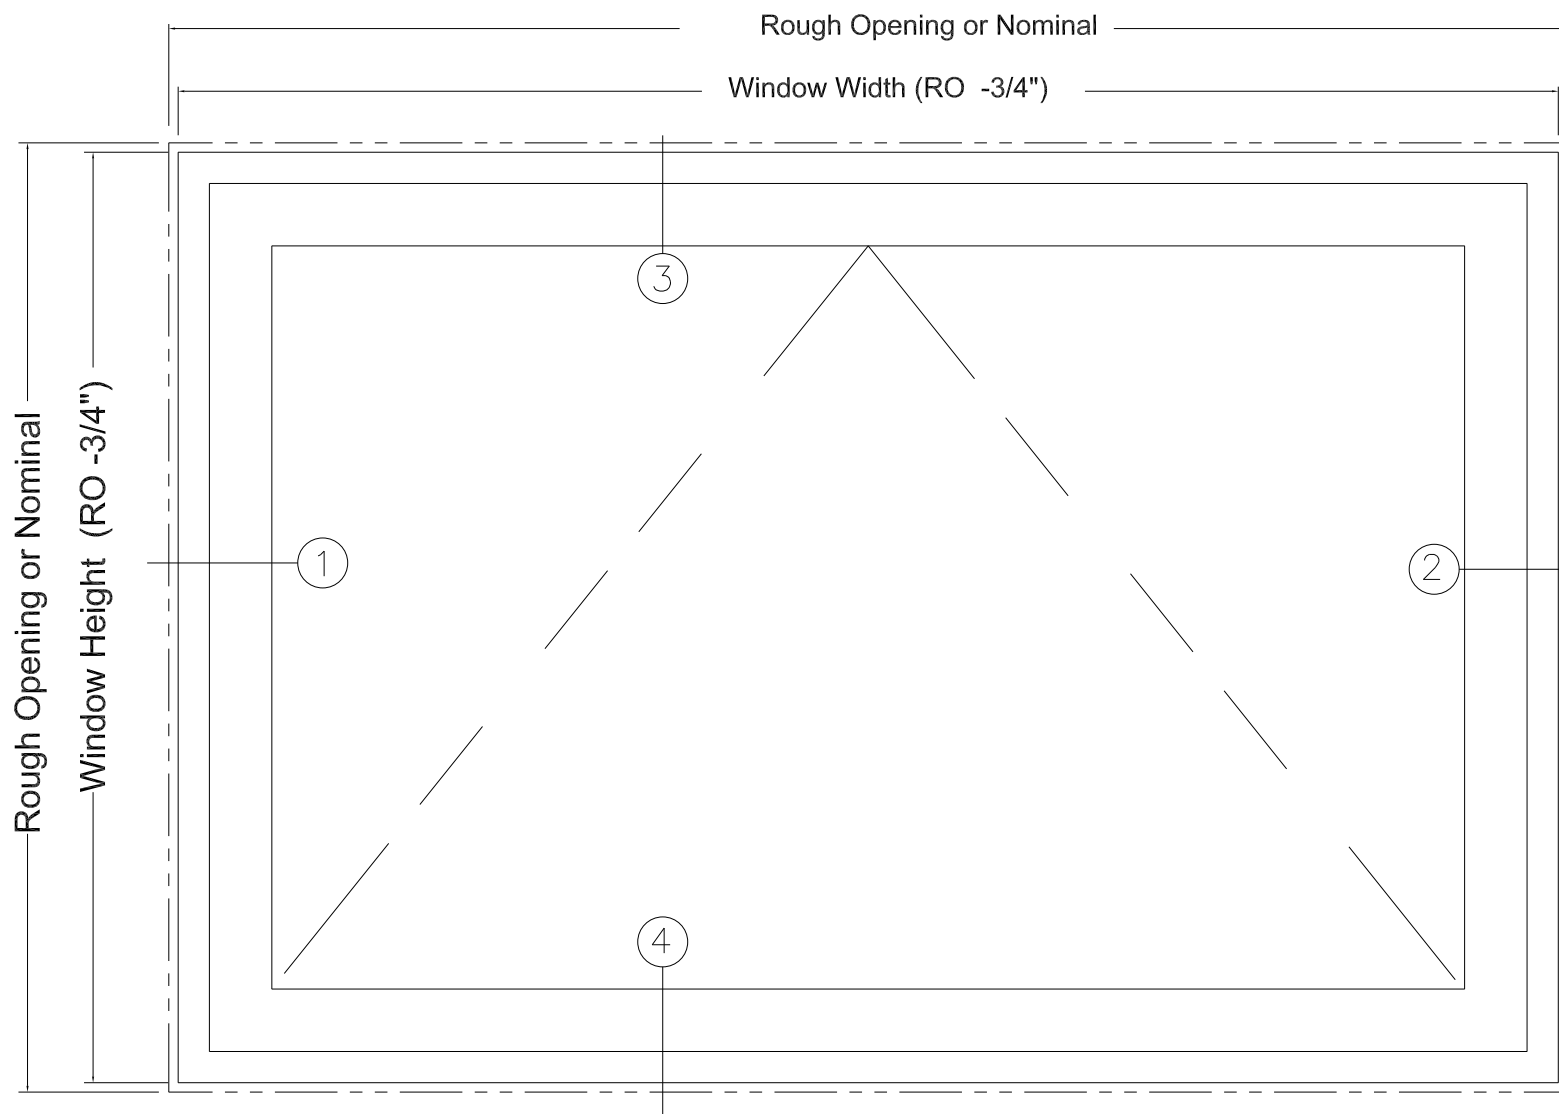 Rough Opening or Nominal
Window Width (RO -3/4")
Rough Opening or Nominal
Window Height (RO -3/4")
3
1
2
4